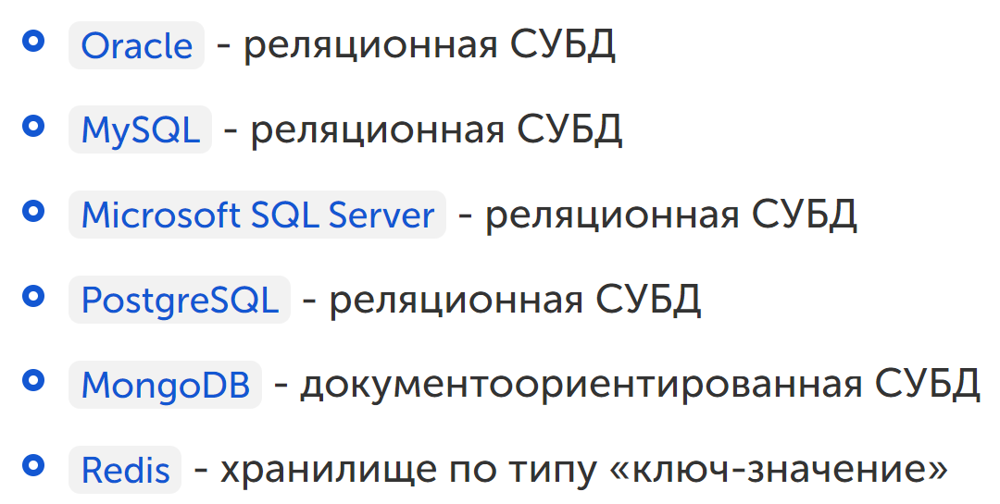 Oracle - реляционная СУБД
MySQL - реляционная СУБД
Microsoft SQL Server - реляционная СУБД
PostgreSQL - реляционная СУБД
MongoDB - документоориентированная СУБД
Redis - хранилище по типу «ключ-значение»